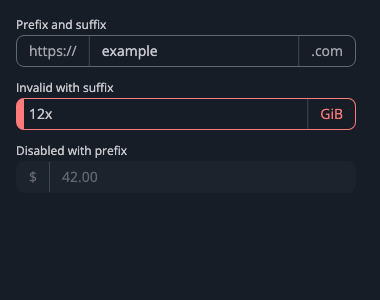 Prefix and suffix
https:// example .com
Invalid with suffix
12x GiB
Disabled with prefix
$ 42.00